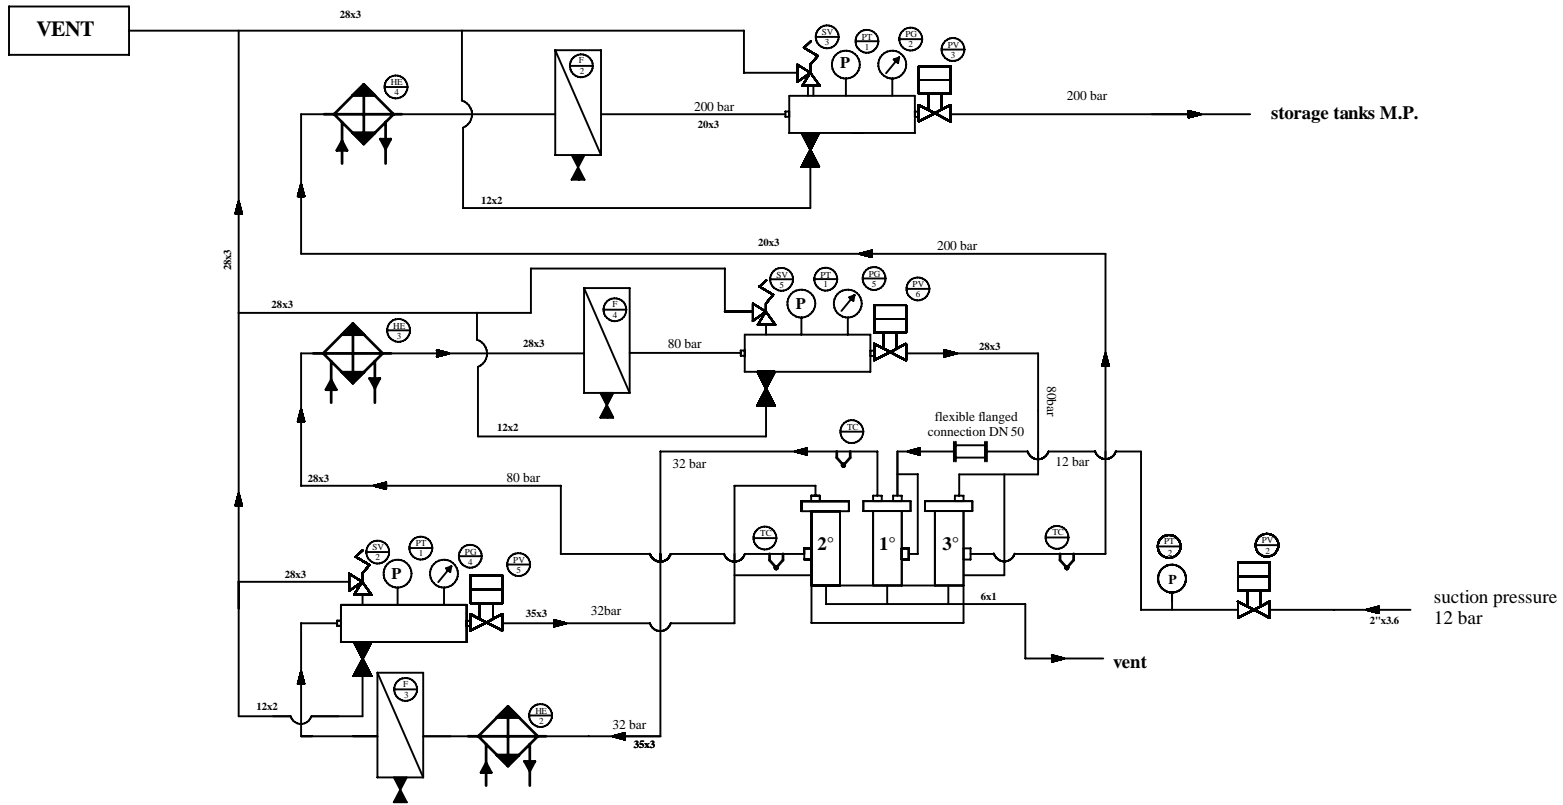 VENT
28x3
SV
3
PT
1
PG
2
PV
3
HE
4
F
2
200 bar
20x3
200 bar
storage tanks M.P.
12x2
28x3
20x3
200 bar
SV
5
PT
1
PG
5
PV
6
28x3
F
4
P
P
HE
3
28x3
80 bar
28x3
80bar
12x2
TC
flexible flanged
connection DN 50
32 bar
12 bar
28x3
80 bar
TC
2°
1°
3°
TC
PT
2
PV
2
SV
2
PT
1
PG
4
PV
5
28x3
P
P
35x3
32bar
6x1
suction pressure
2"x3.6
12 bar
vent
F
3
12x2
HE
2
32 bar
35x3